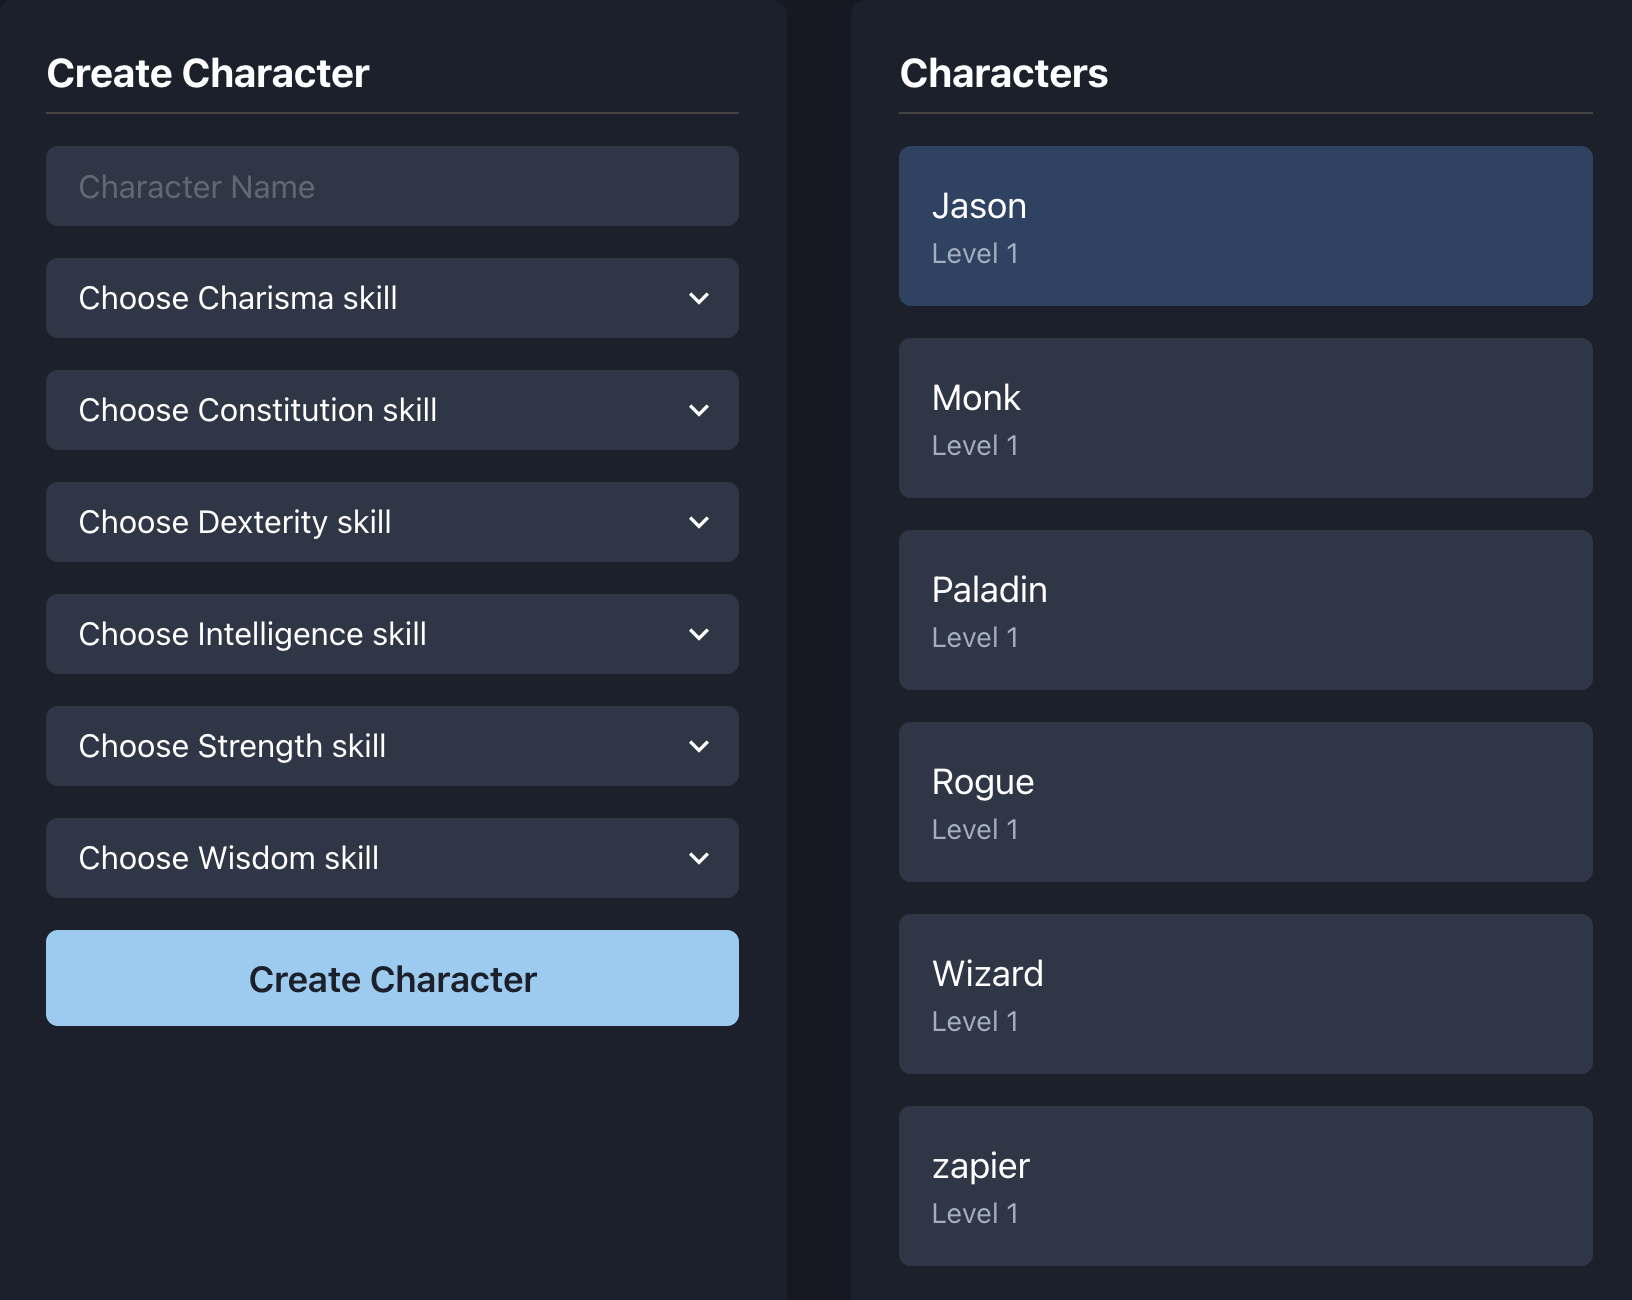 Create Character
Character Name
Choose Charisma skill
Choose Constitution skill
Choose Dexterity skill
Choose Intelligence skill
Choose Strength skill
Choose Wisdom skill
Create Character
Characters
Jason
Level 1
Monk
Level 1
Paladin
Level 1
Rogue
Level 1
Wizard
Level 1
zapier
Level 1